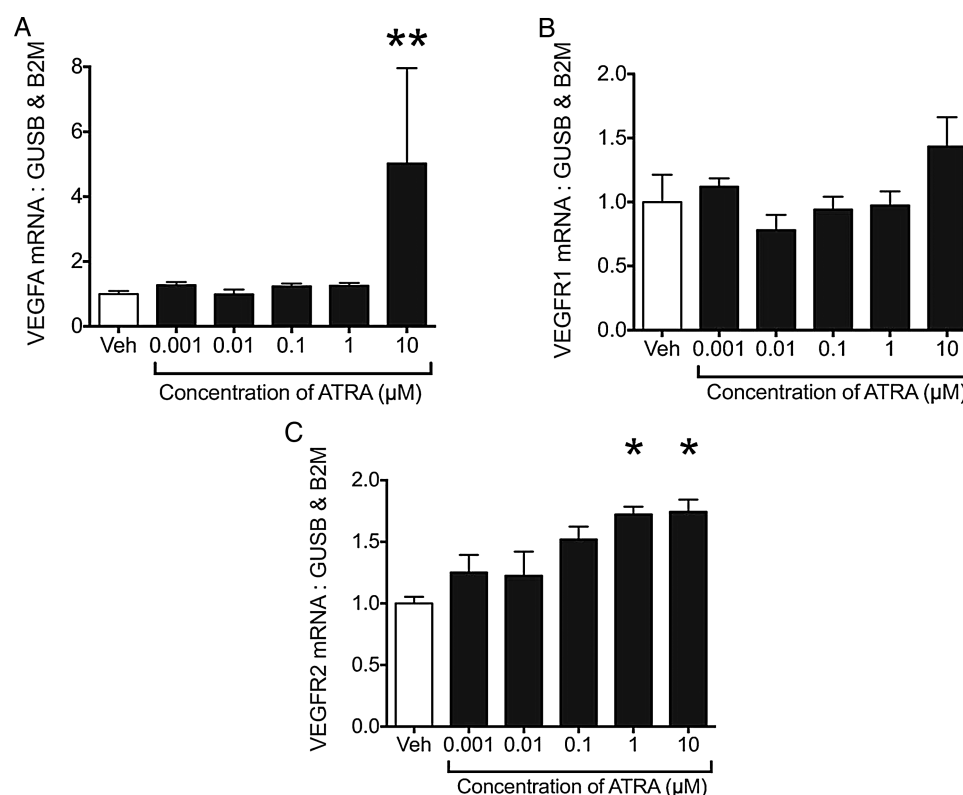 A
VEGFA mRNA : GUSB & B2M
8
6
4
2
0
**
Veh 0.001 0.01 0.1 1 10
Concentration of ATRA (µM)
B
VEGFR1 mRNA : GUSB & B2M
2.0
1.5
1.0
0.5
0.0
Veh 0.001 0.01 0.1 1 10
Concentration of ATRA (µM)
C
VEGFR2 mRNA : GUSB & B2M
2.0
1.5
1.0
0.5
0.0
* *
Veh 0.001 0.01 0.1 1 10
Concentration of ATRA (µM)